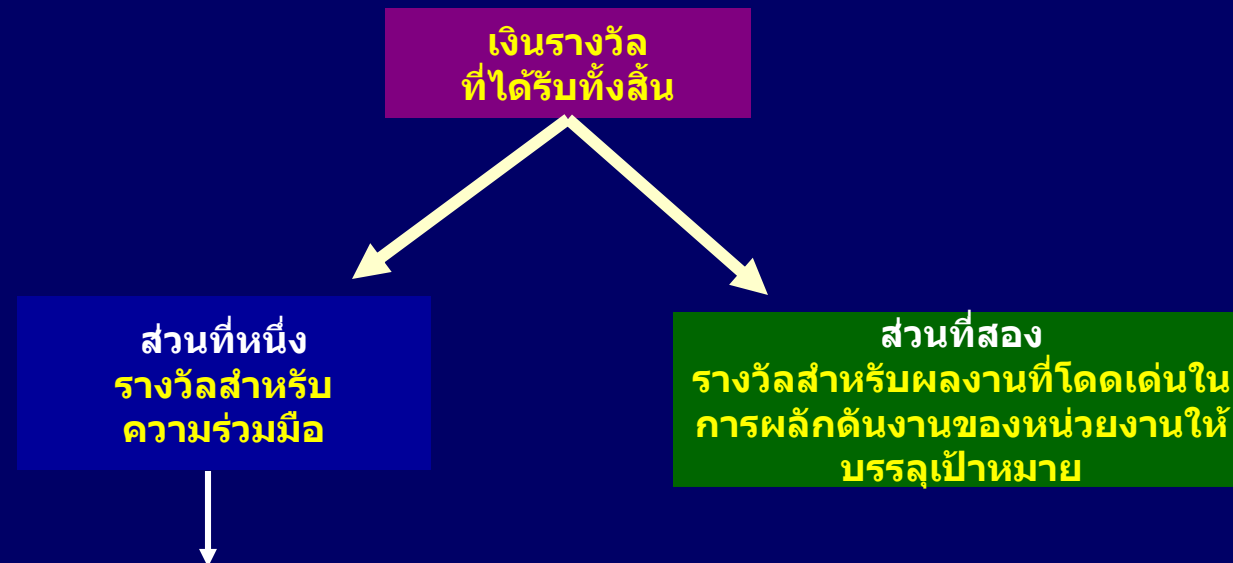 เงินรางวัล
ที่ได้รับทั้งสิ้น
ส่วนที่หนึ่ง
รางวัลสำหรับ
ความร่วมมือ
ส่วนที่สอง
รางวัลสำหรับผลงานที่โดดเด่นใน
การผลักดันงานของหน่วยงานให้
บรรลุเป้าหมาย